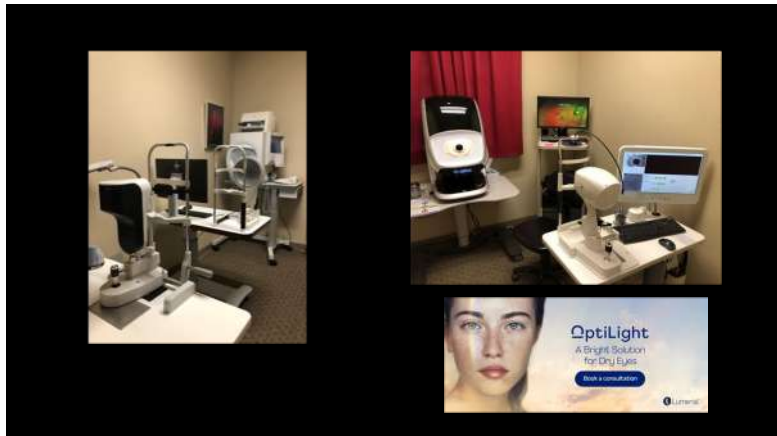 OptiLight
A Bright Solution
for Dry Eyes
Book a consultation
Lumenis